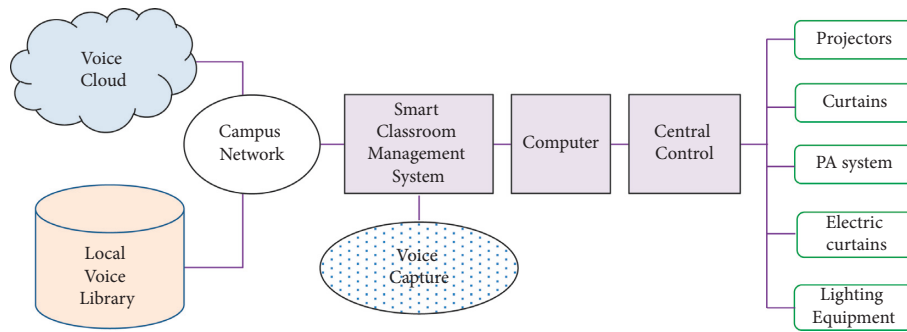 Voice
Cloud
Local
Voice
Library
Campus
Network
Smart
Classroom
Management
System
Voice
Capture
Computer
Central
Control
Projectors
Curtains
PA system
Electric
curtains
Lighting
Equipment